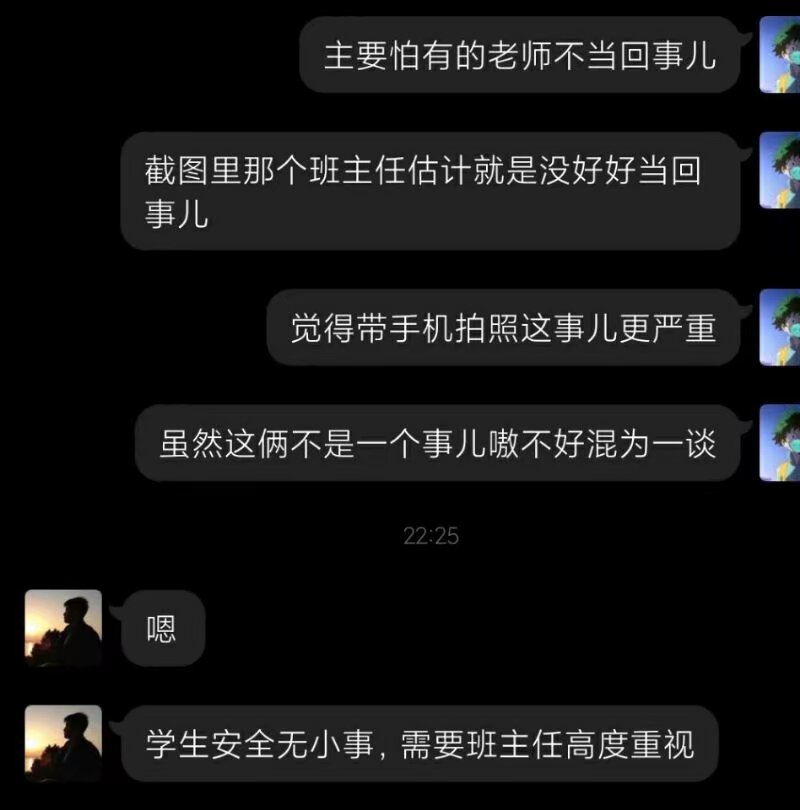 主要怕有的老师不当回事儿
截图里那个班主任估计就是没好好当回
事儿
觉得带手机拍照这事儿更严重
虽然这俩不是一个事儿嗷不好混为一谈
22:25
嗯
学生安全无小事，需要班主任高度重视